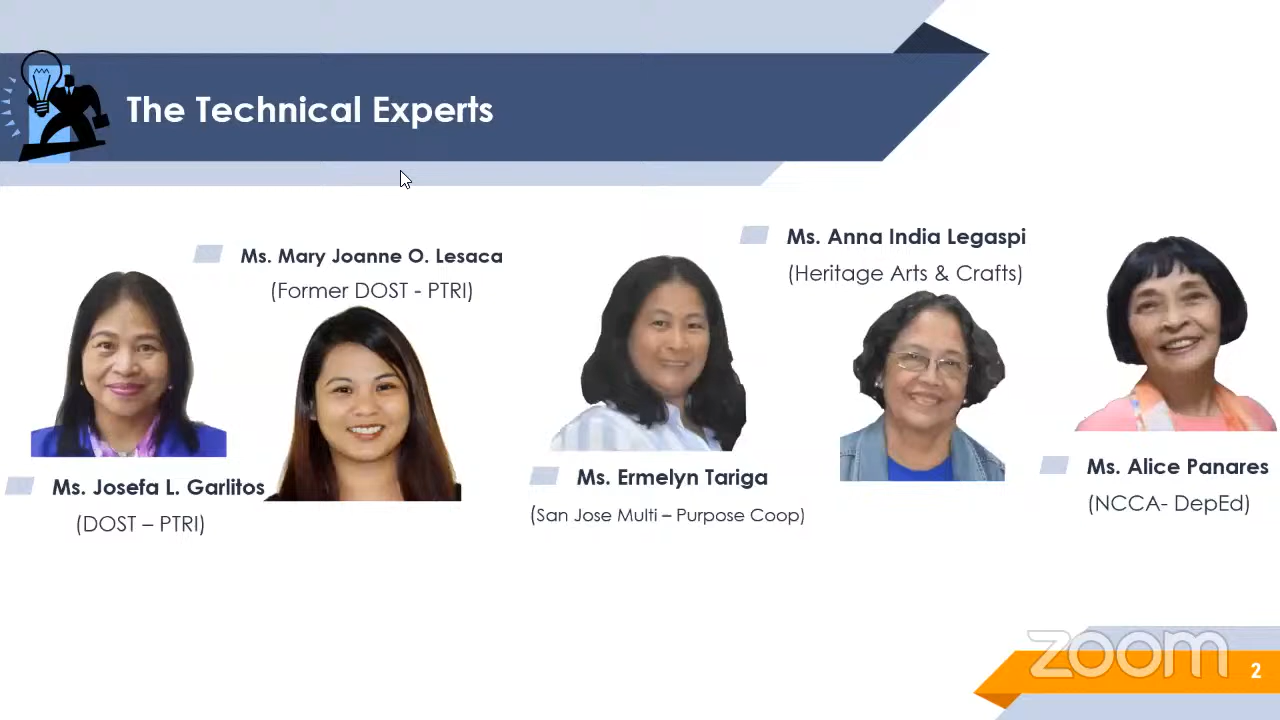 The Technical Experts
Ms. Mary Joanne O. Lesaca
(Former DOST - PTRI)
Ms. Anna India Legaspi
(Heritage Arts & Crafts)
Ms. Josefa L. Garlitos
(DOST – PTRI)
Ms. Ermelyn Tariga
(San Jose Multi – Purpose Coop)
Ms. Alice Panares
(NCCA- DepEd)
zoom
2